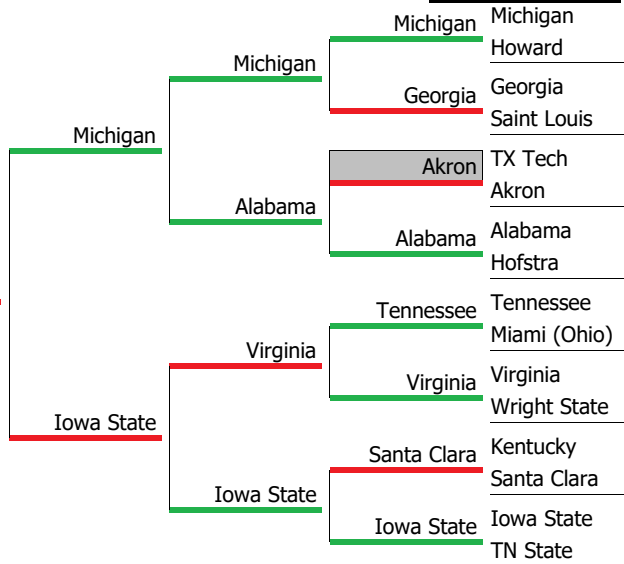 Michigan
Howard
Georgia
Saint Louis
TX Tech
Akron
Alabama
Hofstra
Tennessee
Miami (Ohio)
Virginia
Wright State
Kentucky
Santa Clara
Iowa State
TN State
Michigan
Georgia
Akron
Alabama
Tennessee
Virginia
Santa Clara
Iowa State
Michigan
Alabama
Virginia
Iowa State
Michigan
Iowa State